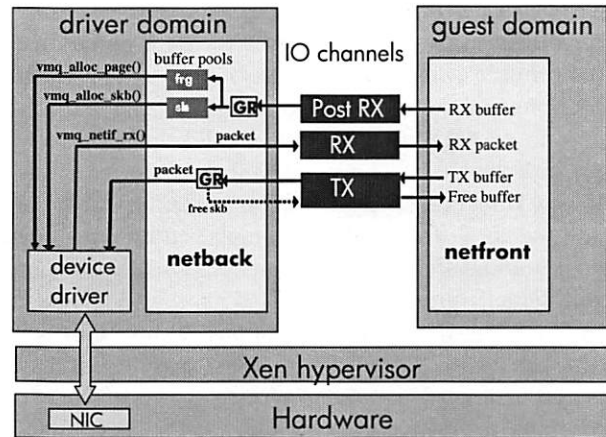 driver domain
guest domain
buffer pools
IO channels
vmq_alloc_page()
frg
vmq_alloc_skb()
sk
GR
Post RX
RX buffer
vmq_netif_rx()
packet
RX
RX packet
packet
GR
TX
TX buffer
Free buffer
free skb
netback
netfront
device
driver
Xen hypervisor
NIC
Hardware